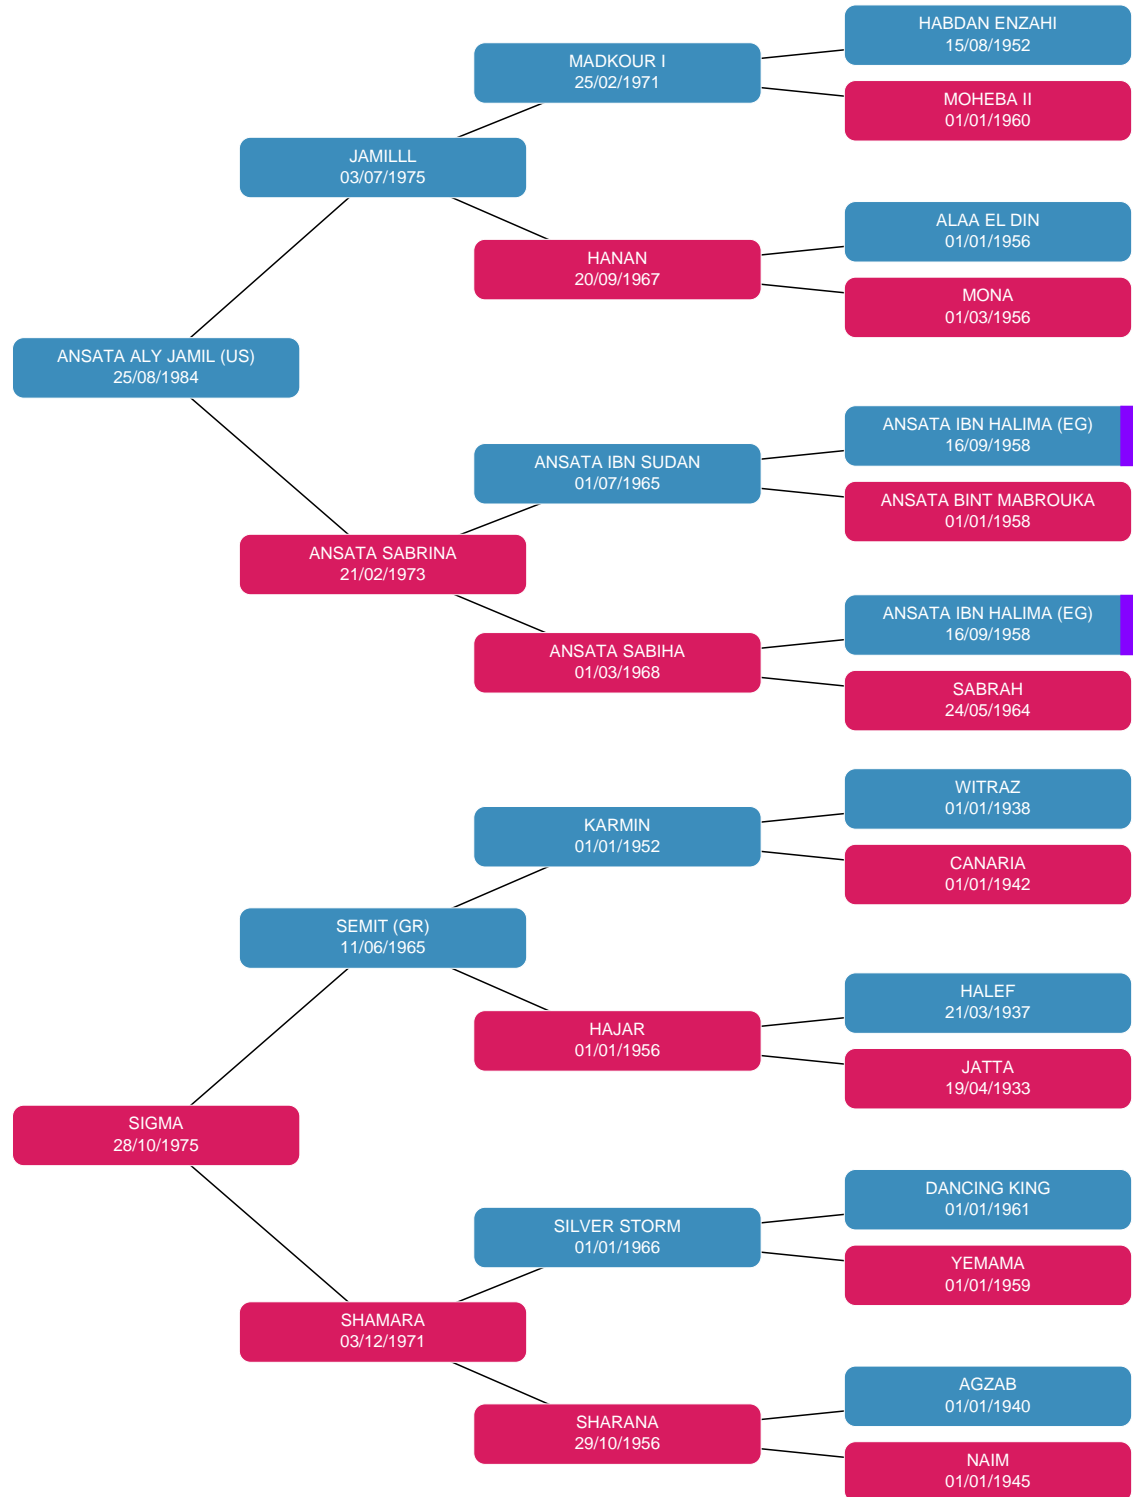 HABDAN ENZAHI
15/08/1952
MADKOUR I
25/02/1971
MOHEBA II
01/01/1960
JAMILLL
03/07/1975
ALAA EL DIN
01/01/1956
HANAN
20/09/1967
MONA
01/03/1956
ANSATA ALY JAMIL (US)
25/08/1984
ANSATA IBN HALIMA (EG)
16/09/1958
ANSATA IBN SUDAN
01/07/1965
ANSATA BINT MABROUKA
01/01/1958
ANSATA SABRINA
21/02/1973
ANSATA IBN HALIMA (EG)
16/09/1958
ANSATA SABIHA
01/03/1968
SABRAH
24/05/1964
WITRAZ
01/01/1938
KARMIN
01/01/1952
CANARIA
01/01/1942
SEMIT (GR)
11/06/1965
HALEF
21/03/1937
HAJAR
01/01/1956
JATTA
19/04/1933
SIGMA
28/10/1975
DANCING KING
01/01/1961
SILVER STORM
01/01/1966
YEMAMA
01/01/1959
SHAMARA
03/12/1971
AGZAB
01/01/1940
SHARANA
29/10/1956
NAIM
01/01/1945